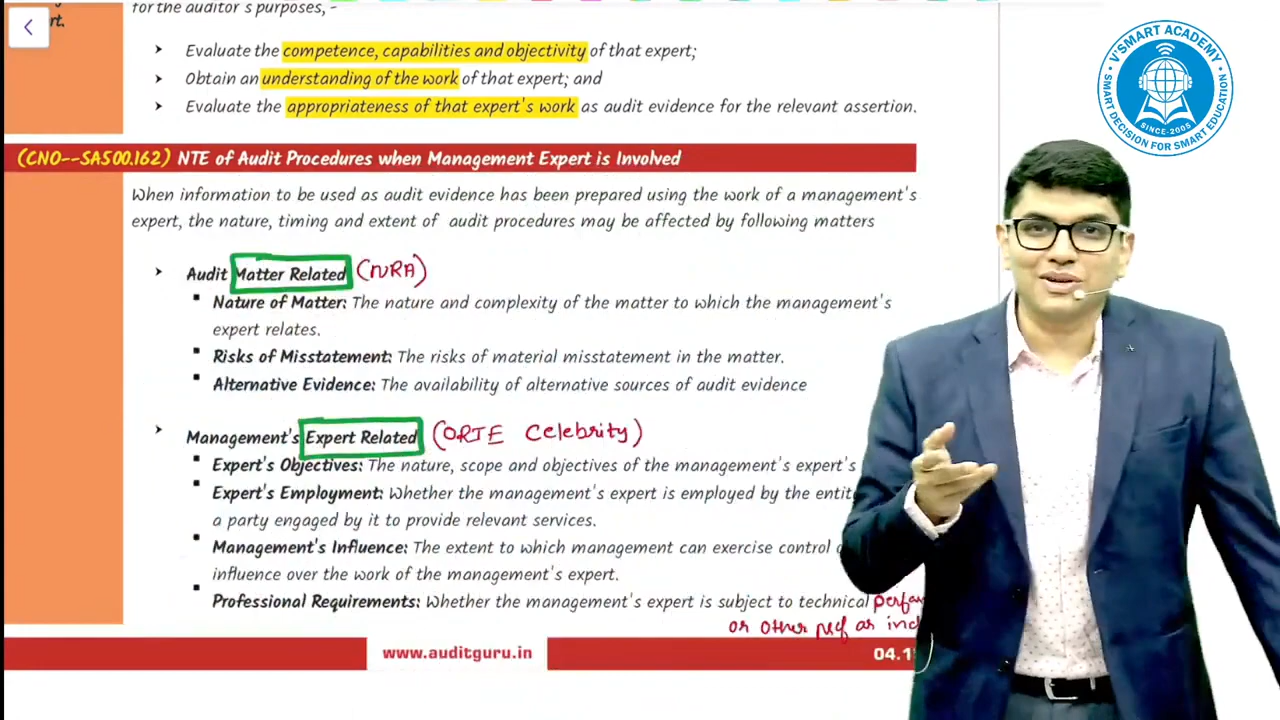 for the auditor's purposes, -
Evaluate the competence, capabilities and objectivity of that expert;
Obtain an understanding of the work of that expert; and
Evaluate the appropriateness of that expert's work as audit evidence for the relevant assertion.
(CNO--SA500.162) NTE of Audit Procedures when Management Expert is Involved
When information to be used as audit evidence has been prepared using the work of a management's
expert, the nature, timing and extent of audit procedures may be affected by following matters
Audit Matter Related (NRA)
Nature of Matter: The nature and complexity of the matter to which the management's
expert relates.
Risks of Misstatement: The risks of material misstatement in the matter.
Alternative Evidence: The availability of alternative sources of audit evidence
Management's Expert Related (ORTE Celebrity)
Expert's Objectives: The nature, scope and objectives of the management's expert's
Expert's Employment: Whether the management's expert is employed by the
a party engaged by it to provide relevant services.
Management's Influence: The extent to which management can exercise control
influence over the work of the management's expert.
Professional Requirements: Whether the management's expert is subject to technical
or other
www.auditguru.in
V'SMART ACADEMY
SMART DECISION FOR SMART EDUCATION
SINCE-2005